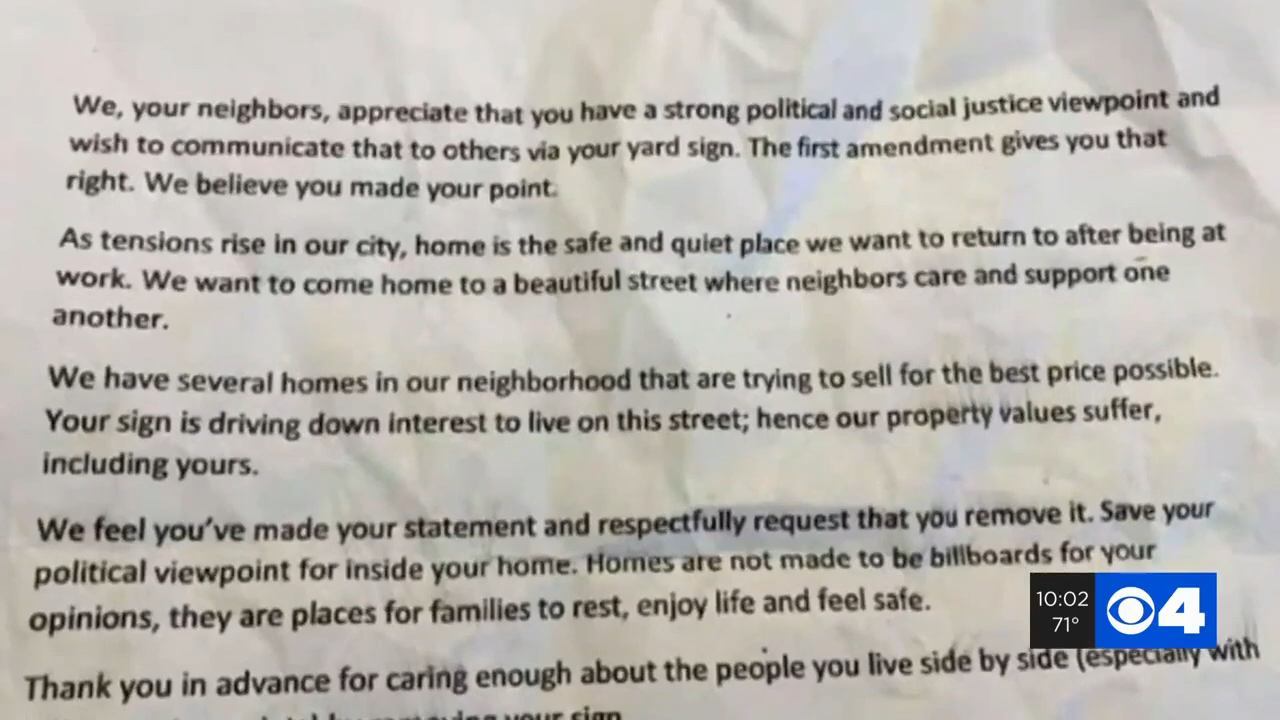 We, your neighbors, appreciate that you have a strong political and social justice viewpoint and
wish to communicate that to others via your yard sign. The first amendment gives you that
right. We believe you made your point.
As tensions rise in our city, home is the safe and quiet place we want to return to after being at
work. We want to come home to a beautiful street where neighbors care and support one
another.
We have several homes in our neighborhood that are trying to sell for the best price possible.
Your sign is driving down interest to live on this street; hence our property values suffer,
including yours.
We feel you've made your statement and respectfully request that you remove it. Save your
political viewpoint for inside your home. Homes are not made to be billboards for your
opinions, they are places for families to rest, enjoy life and feel safe.
10:02
71°
4
Thank you in advance for caring enough about the people you live side by side (especially with
removing your sign